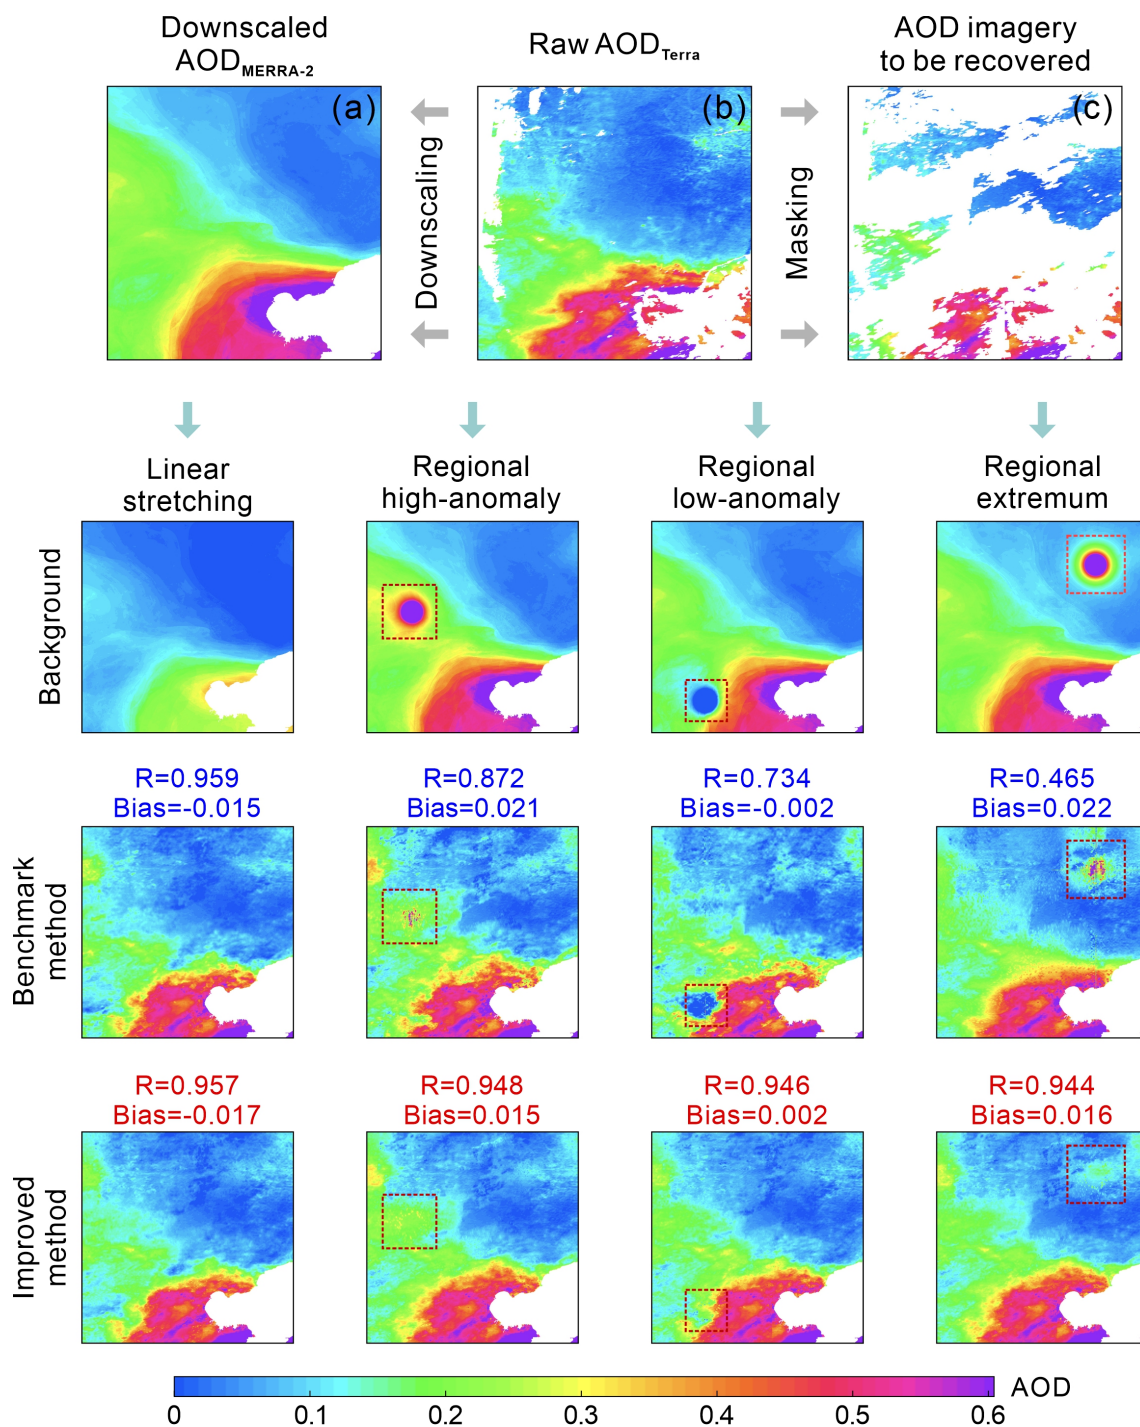 Downscaled
AOD MERRA-2
Raw AOD Terra
AOD imagery
to be recovered
(a)
(b)
(c)
Downscaling
Masking
Linear
stretching
Regional
high-anomaly
Regional
low-anomaly
Regional
extremum
Background
R=0.959
Bias=-0.015
R=0.872
Bias=0.021
R=0.734
Bias=-0.002
R=0.465
Bias=0.022
Benchmark
method
R=0.957
Bias=-0.017
R=0.948
Bias=0.015
R=0.946
Bias=0.002
R=0.944
Bias=0.016
Improved
method
AOD
0 0.1 0.2 0.3 0.4 0.5 0.6